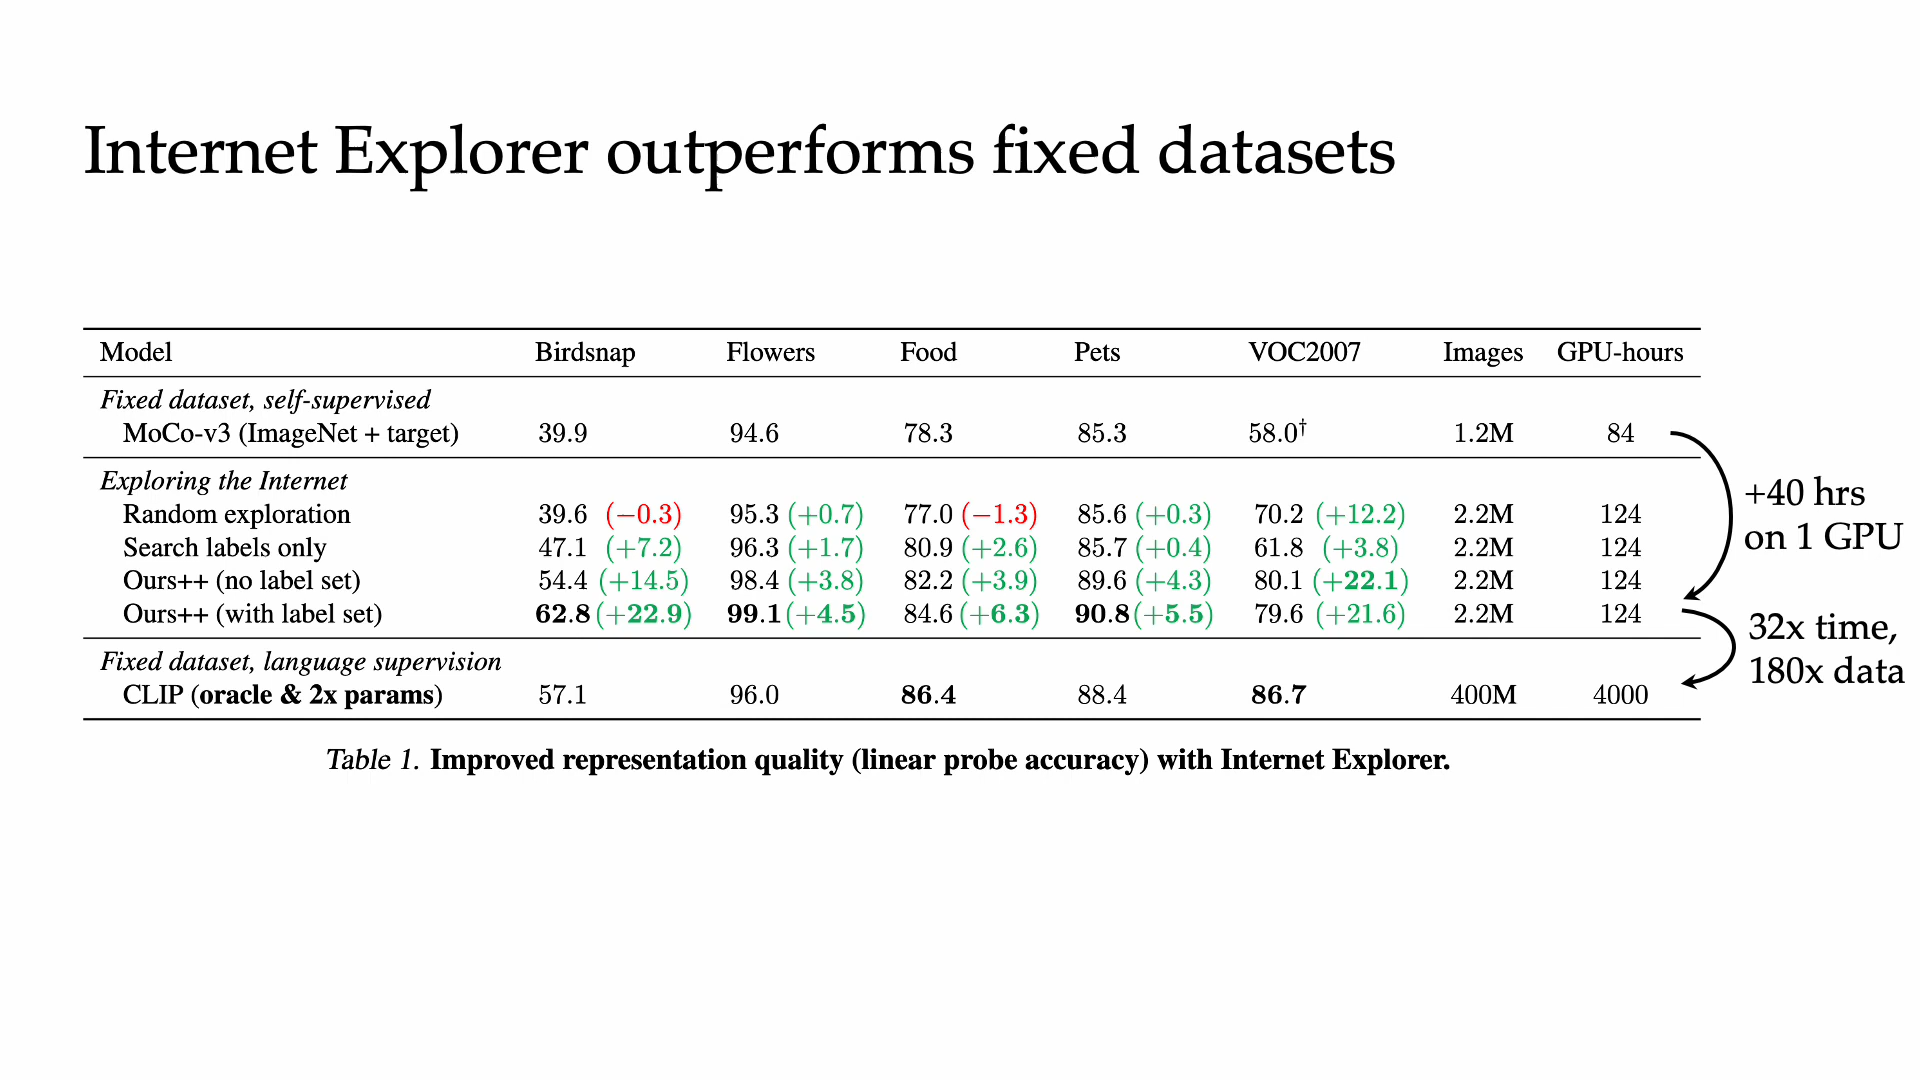 Internet Explorer outperforms fixed datasets
Model Birdsnap Flowers Food Pets VOC2007 Images GPU-hours
Fixed dataset, self-supervised
MoCo-v3 (ImageNet + target) 39.9 94.6 78.3 85.3 58.0† 1.2M 84
Exploring the Internet
Random exploration 39.6 (−0.3) 95.3 (+0.7) 77.0 (−1.3) 85.6 (+0.3) 70.2 (+12.2) 2.2M 124
Search labels only 47.1 (+7.2) 96.3 (+1.7) 80.9 (+2.6) 85.7 (+0.4) 61.8 (+3.8) 2.2M 124
Ours++ (no label set) 54.4 (+14.5) 98.4 (+3.8) 82.2 (+3.9) 89.6 (+4.3) 80.1 (+22.1) 2.2M 124
Ours++ (with label set) 62.8 (+22.9) 99.1 (+4.5) 84.6 (+6.3) 90.8 (+5.5) 79.6 (+21.6) 2.2M 124
Fixed dataset, language supervision
CLIP (oracle & 2x params) 57.1 96.0 86.4 88.4 86.7 400M 4000
+40 hrs
on 1 GPU
32x time,
180x data
Table 1. Improved representation quality (linear probe accuracy) with Internet Explorer.